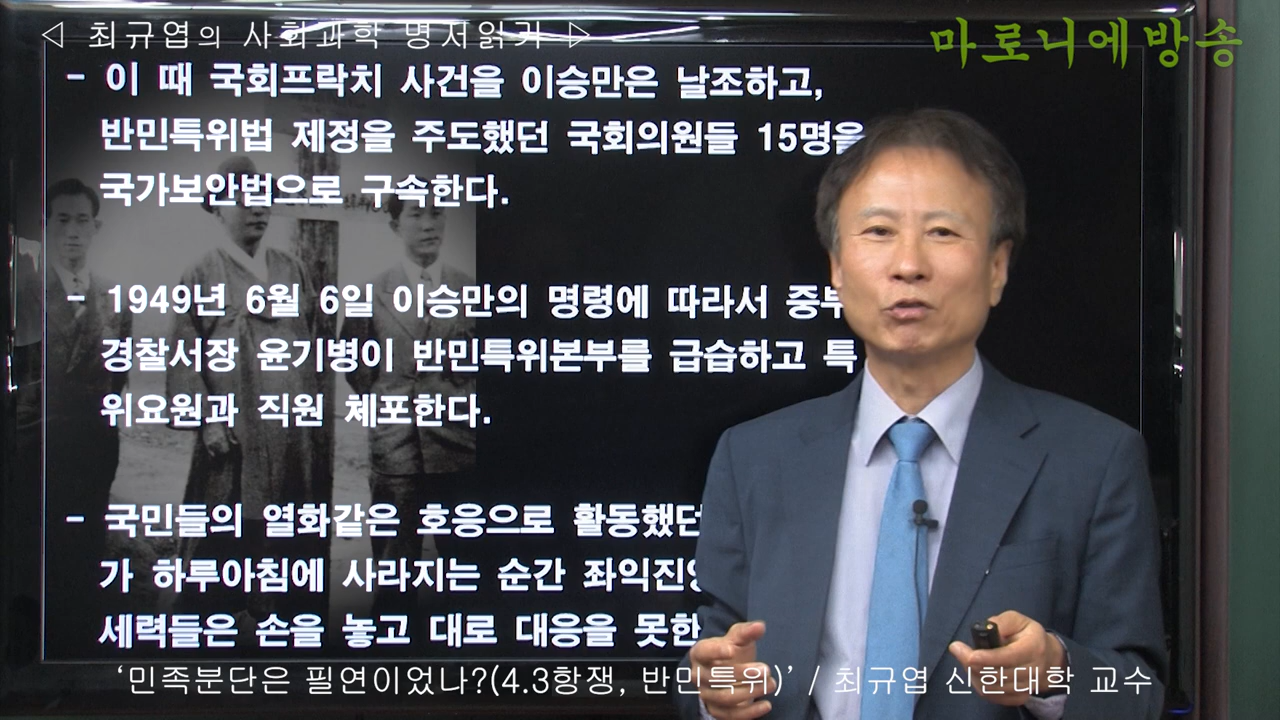 ◁ 최규엽의 사회과학 명저읽기 ▷
마로니에방송
- 이 때 국회프락치 사건을 이승만은 날조하고,
반민특위법 제정을 주도했던 국회의원들 15명을
국가보안법으로 구속한다.
- 1949년 6월 6일 이승만의 명령에 따라서 중부
경찰서장 윤기병이 반민특위본부를 급습하고 특
위요원과 직원 체포한다.
- 국민들의 열화같은 호응으로 활동했던
가 하루아침에 사라지는 순간 좌익진영
세력들은 손을 놓고 대로 대응을 못한
‘민족분단은 필연이었나?(4.3항쟁, 반민특위)’ / 최규엽 신한대학 교수